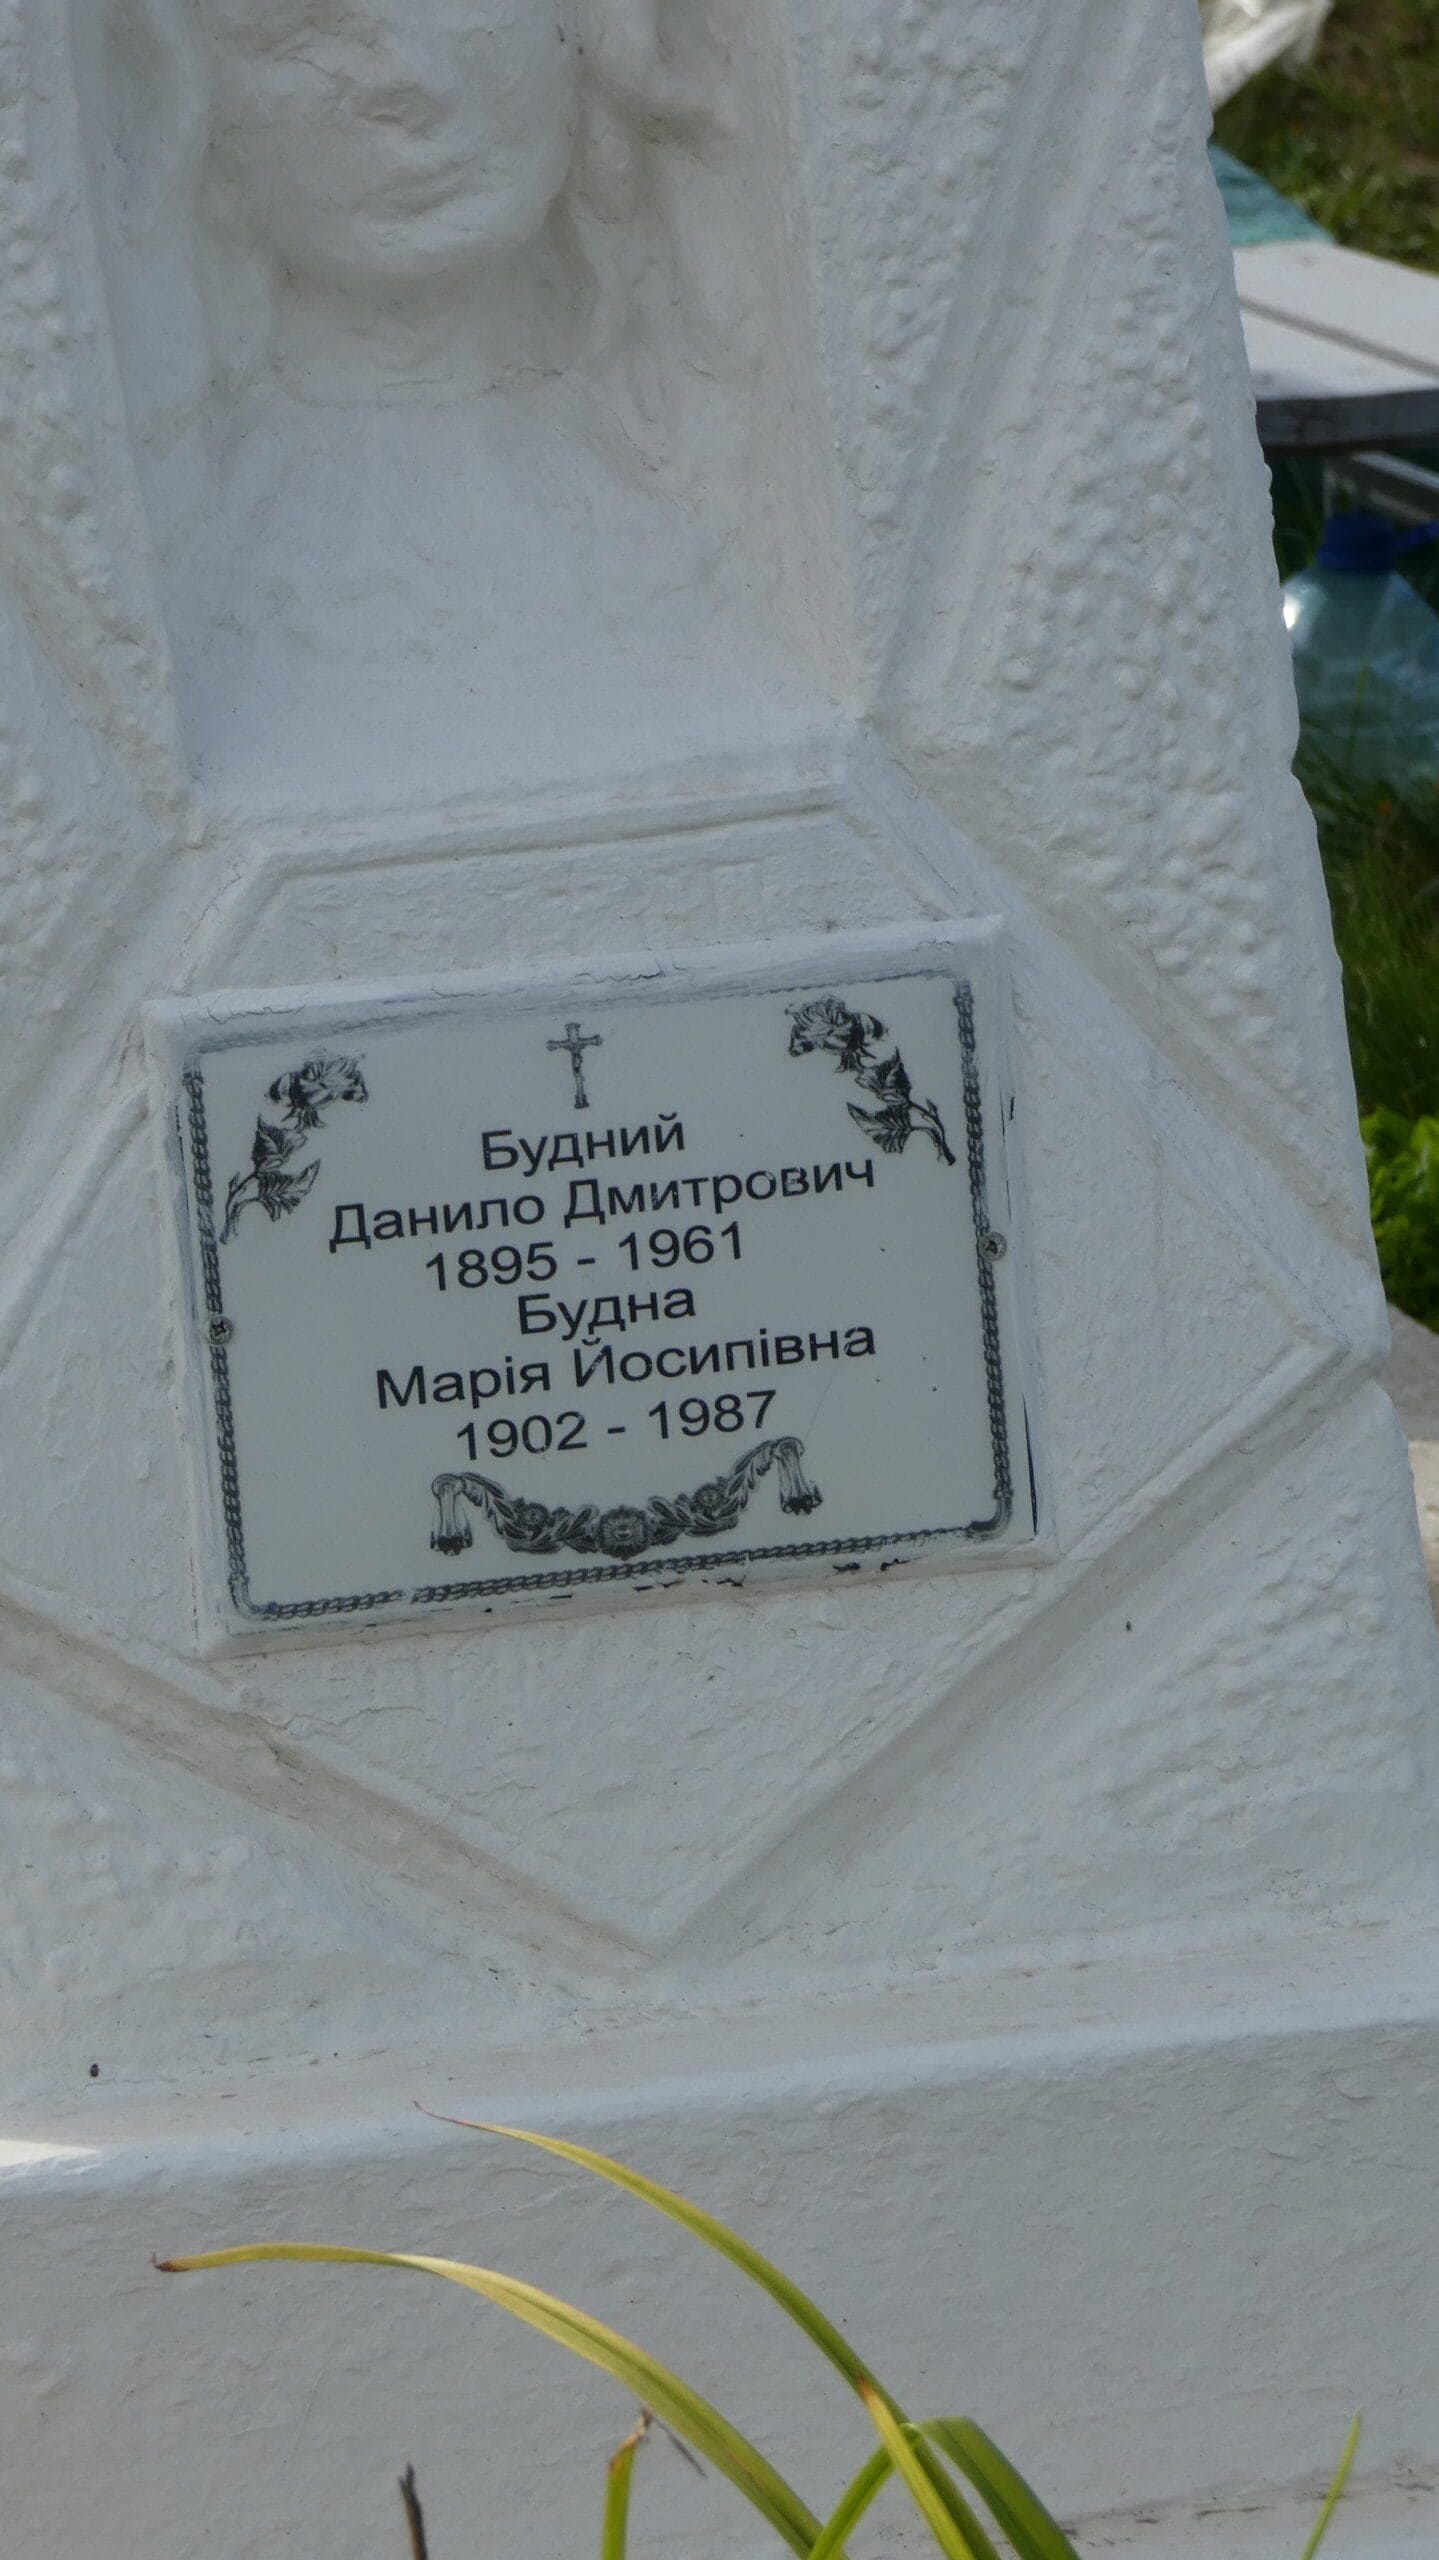 Будний
Данило Дмитрович
1895 - 1961
Будна
Марія Йосипівна
1902 - 1987